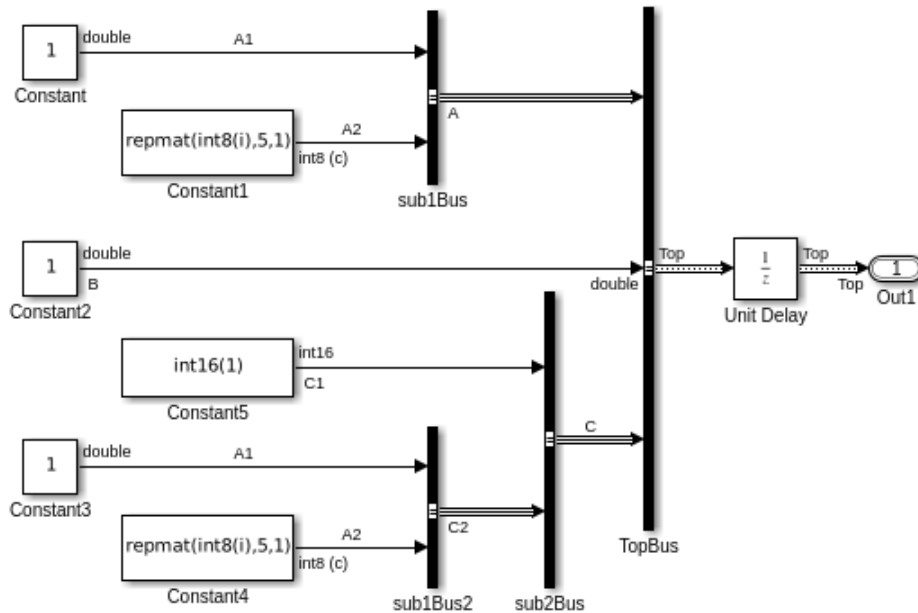 1
double
A1
Constant
repmat(int8(i),5,1)
A2
int8 (c)
Constant1
A
sub1Bus
1
double
B
Constant2
double
Top
1
z
Unit Delay
Top
Top
1
Out1
int16(1)
int16
C1
Constant5
C
1
double
A1
Constant3
C2
repmat(int8(i),5,1)
A2
int8 (c)
Constant4
sub1Bus2
sub2Bus
TopBus